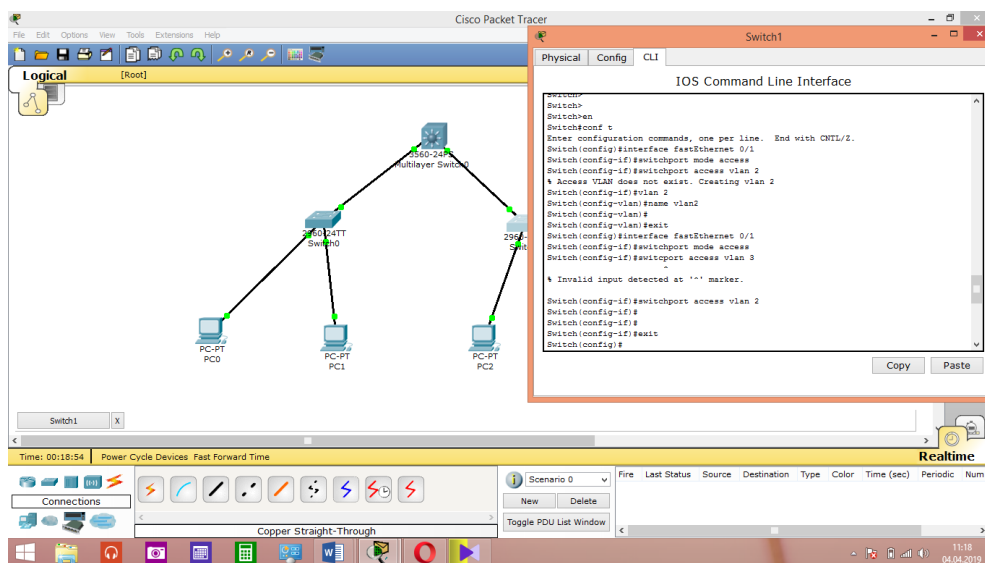 Cisco Packet Tracer
File Edit Options View Tools Extensions Help
Logical
[Root]
3560-24PS
Multilayer Switch0
2960-24TT
Switch0
2960-
Swit
PC-PT
PC0
PC-PT
PC1
PC-PT
PC2
Switch1
Physical Config CLI
IOS Command Line Interface
Switch>
Switch>
Switch>en
Switch#conf t
Enter configuration commands, one per line. End with CNTL/Z.
Switch(config)#interface fastEthernet 0/1
Switch(config-if)#switchport mode access
Switch(config-if)#switchport access vlan 2
% Access VLAN does not exist. Creating vlan 2
Switch(config-if)#vlan 2
Switch(config-vlan)#name vlan2
Switch(config-vlan)#
Switch(config-vlan)#exit
Switch(config)#interface fastEthernet 0/1
Switch(config-if)#switchport mode access
Switch(config-if)#switcport access vlan 3
^
% Invalid input detected at '^' marker.
Switch(config-if)#switchport access vlan 2
Switch(config-if)#
Switch(config-if)#
Switch(config-if)#exit
Switch(config)#
Copy Paste
Switch1 X
Time: 00:18:54 Power Cycle Devices Fast Forward Time
Realtime
Connections
Copper Straight-Through
Scenario 0
New Delete
Toggle PDU List Window
Fire Last Status Source Destination Type Color Time (sec) Periodic Num
11:18
04.04.2019